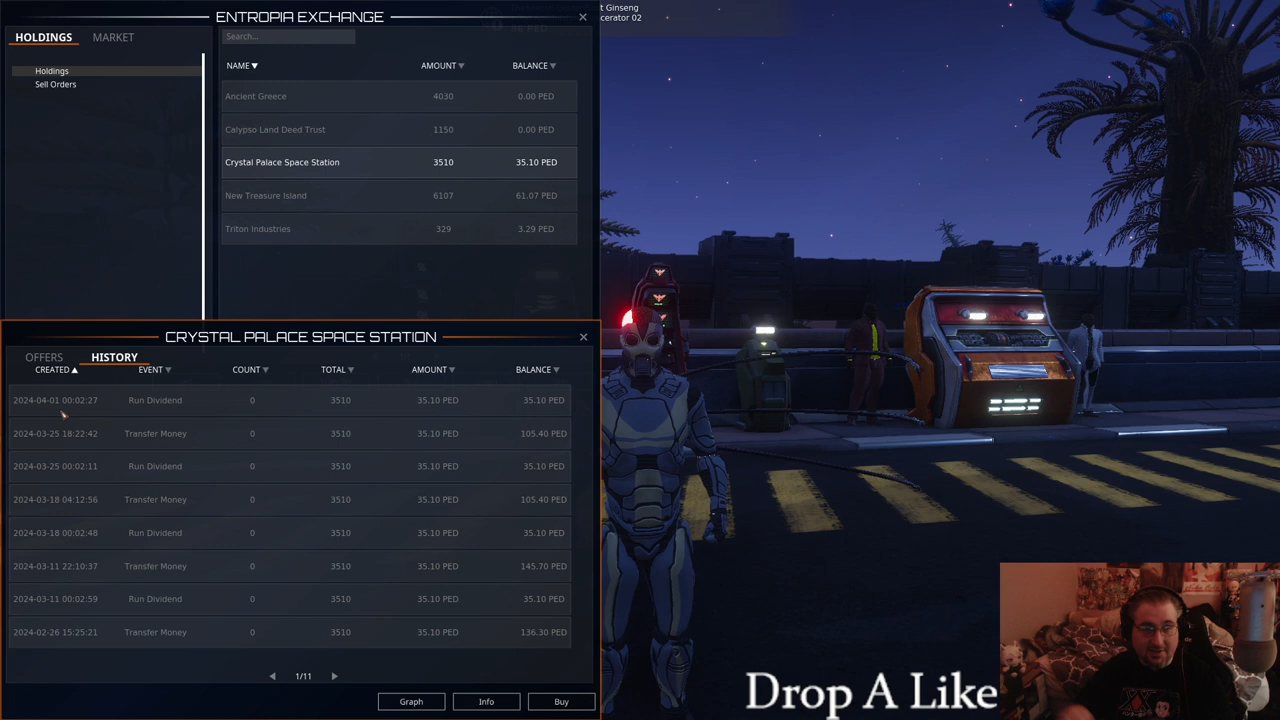 ENTROPIA EXCHANGE
HOLDINGS MARKET
Holdings
Sell Orders
Search...
NAME AMOUNT BALANCE
Ancient Greece 4030 0.00 PED
Calypso Land Deed Trust 1150 0.00 PED
Crystal Palace Space Station 3510 35.10 PED
New Treasure Island 6107 61.07 PED
Triton Industries 329 3.29 PED
t Ginseng
cerator 02
CRYSTAL PALACE SPACE STATION
OFFERS HISTORY
CREATED EVENT COUNT TOTAL AMOUNT BALANCE
2024-04-01 00:02:27 Run Dividend 0 3510 35.10 PED 35.10 PED
2024-03-25 18:22:42 Transfer Money 0 3510 35.10 PED 105.40 PED
2024-03-25 00:02:11 Run Dividend 0 3510 35.10 PED 35.10 PED
2024-03-18 04:12:56 Transfer Money 0 3510 35.10 PED 105.40 PED
2024-03-18 00:02:48 Run Dividend 0 3510 35.10 PED 35.10 PED
2024-03-11 22:10:37 Transfer Money 0 3510 35.10 PED 145.70 PED
2024-03-11 00:02:59 Run Dividend 0 3510 35.10 PED 35.10 PED
2024-02-26 15:25:21 Transfer Money 0 3510 35.10 PED 136.30 PED
1/11
Graph Info Buy
Drop A Like